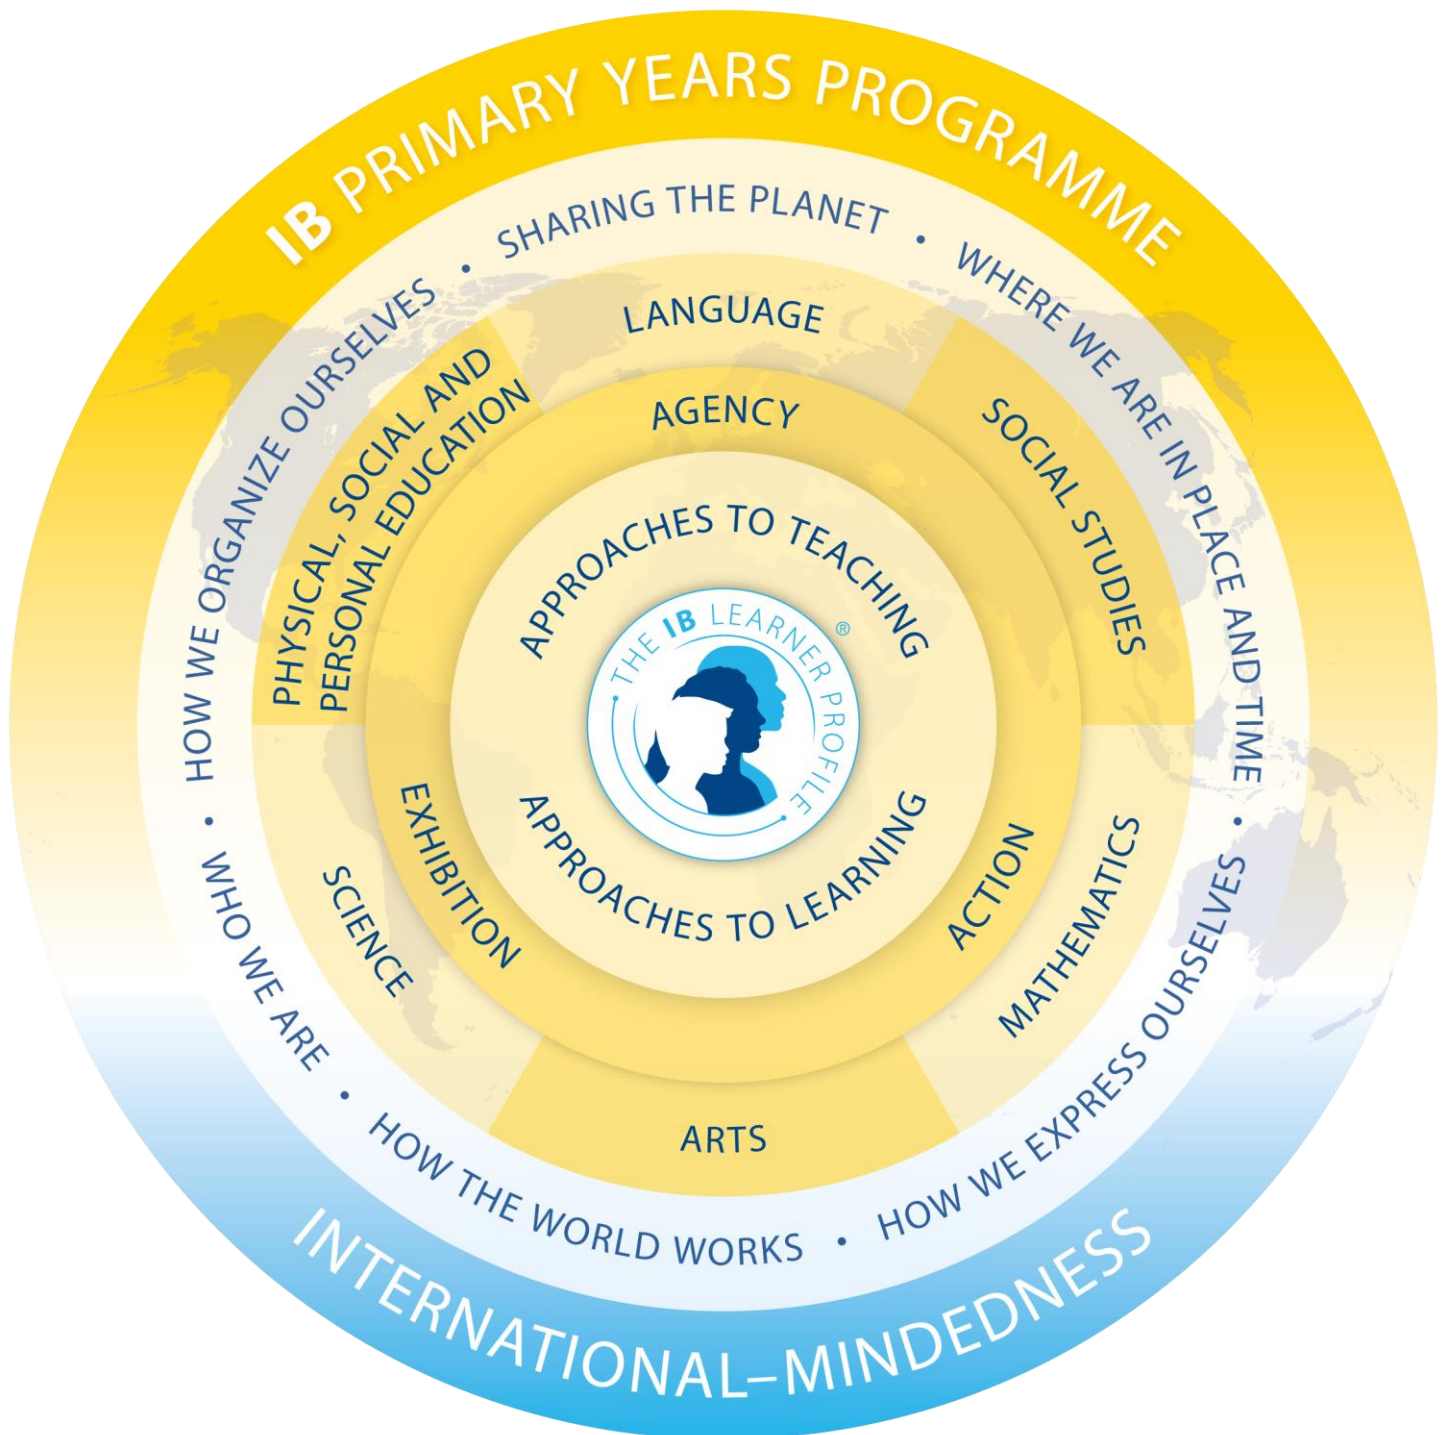 IB PRIMARY YEARS PROGRAMME
SHARING THE PLANET
•
WHERE WE ARE IN PLACE AND TIME
•
HOW WE EXPRESS OURSELVES
•
HOW THE WORLD WORKS
•
WHO WE ARE
•
HOW WE ORGANIZE OURSELVES
•
LANGUAGE
SOCIAL STUDIES
MATHEMATICS
ARTS
SCIENCE
PHYSICAL, SOCIAL AND
PERSONAL EDUCATION
AGENCY
ACTION
EXHIBITION
APPROACHES TO TEACHING
THE IB LEARNER PROFILE
®
APPROACHES TO LEARNING
INTERNATIONAL–MINDEDNESS